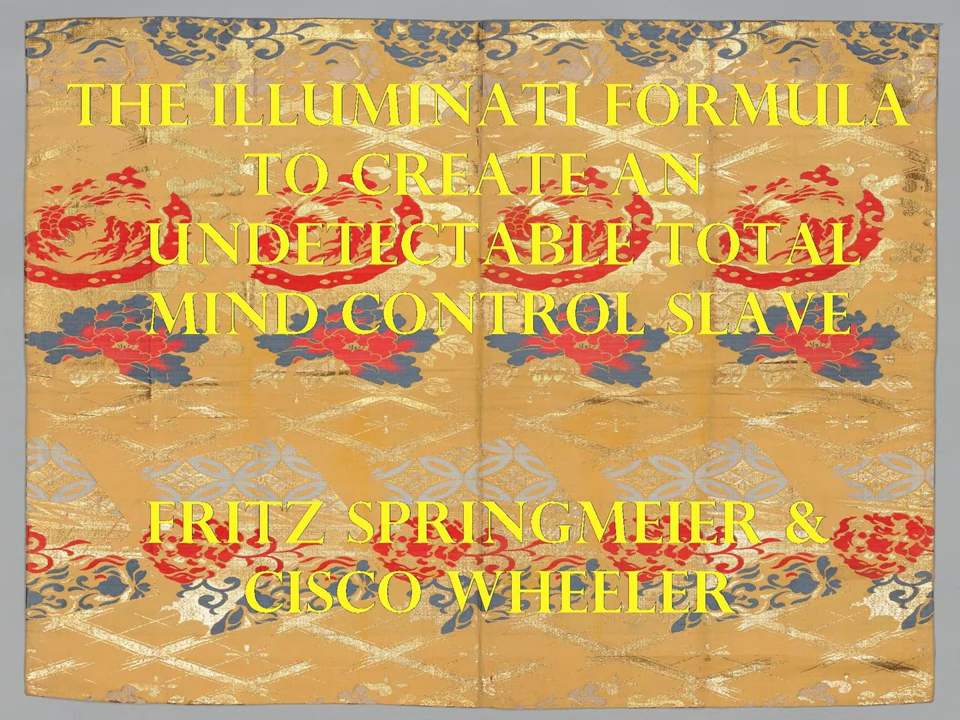 THE ILLUMINATI FORMULA
TO CREATE AN
UNDETECTABLE TOTAL
MIND CONTROL SLAVE
FRITZ SPRINGMEIER &
CISCO WHEELER